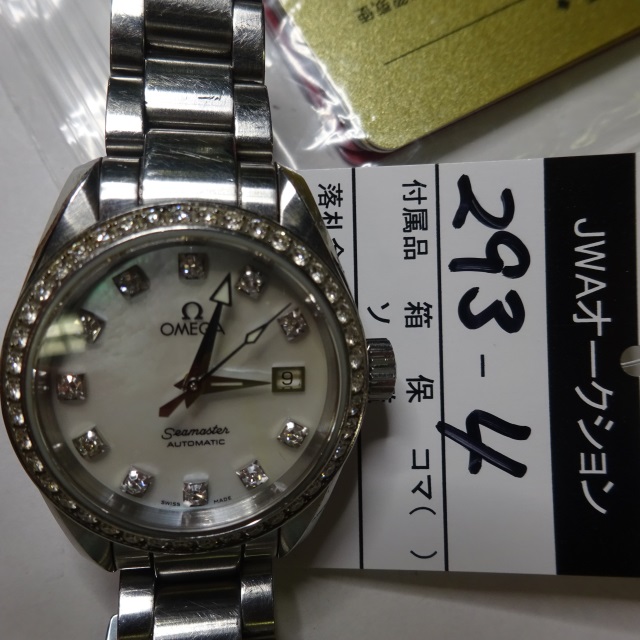 OMEGA
Seamaster
AUTOMATIC
SWISS MADE
9
JWAオークション
293-4
付属品 箱 保 コマ( )
落札